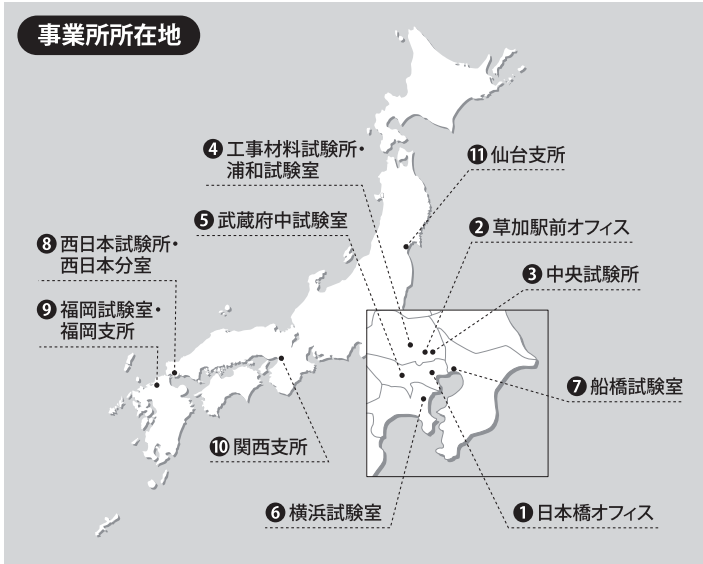 事業所所在地
❹工事材料試験所・
浦和試験室
⓫仙台支所
❺武蔵府中試験室
❷草加駅前オフィス
❽西日本試験所・
西日本分室
❸中央試験所
❾福岡試験室・
福岡支所
❼船橋試験室
❿関西支所
❻横浜試験室
❶日本橋オフィス